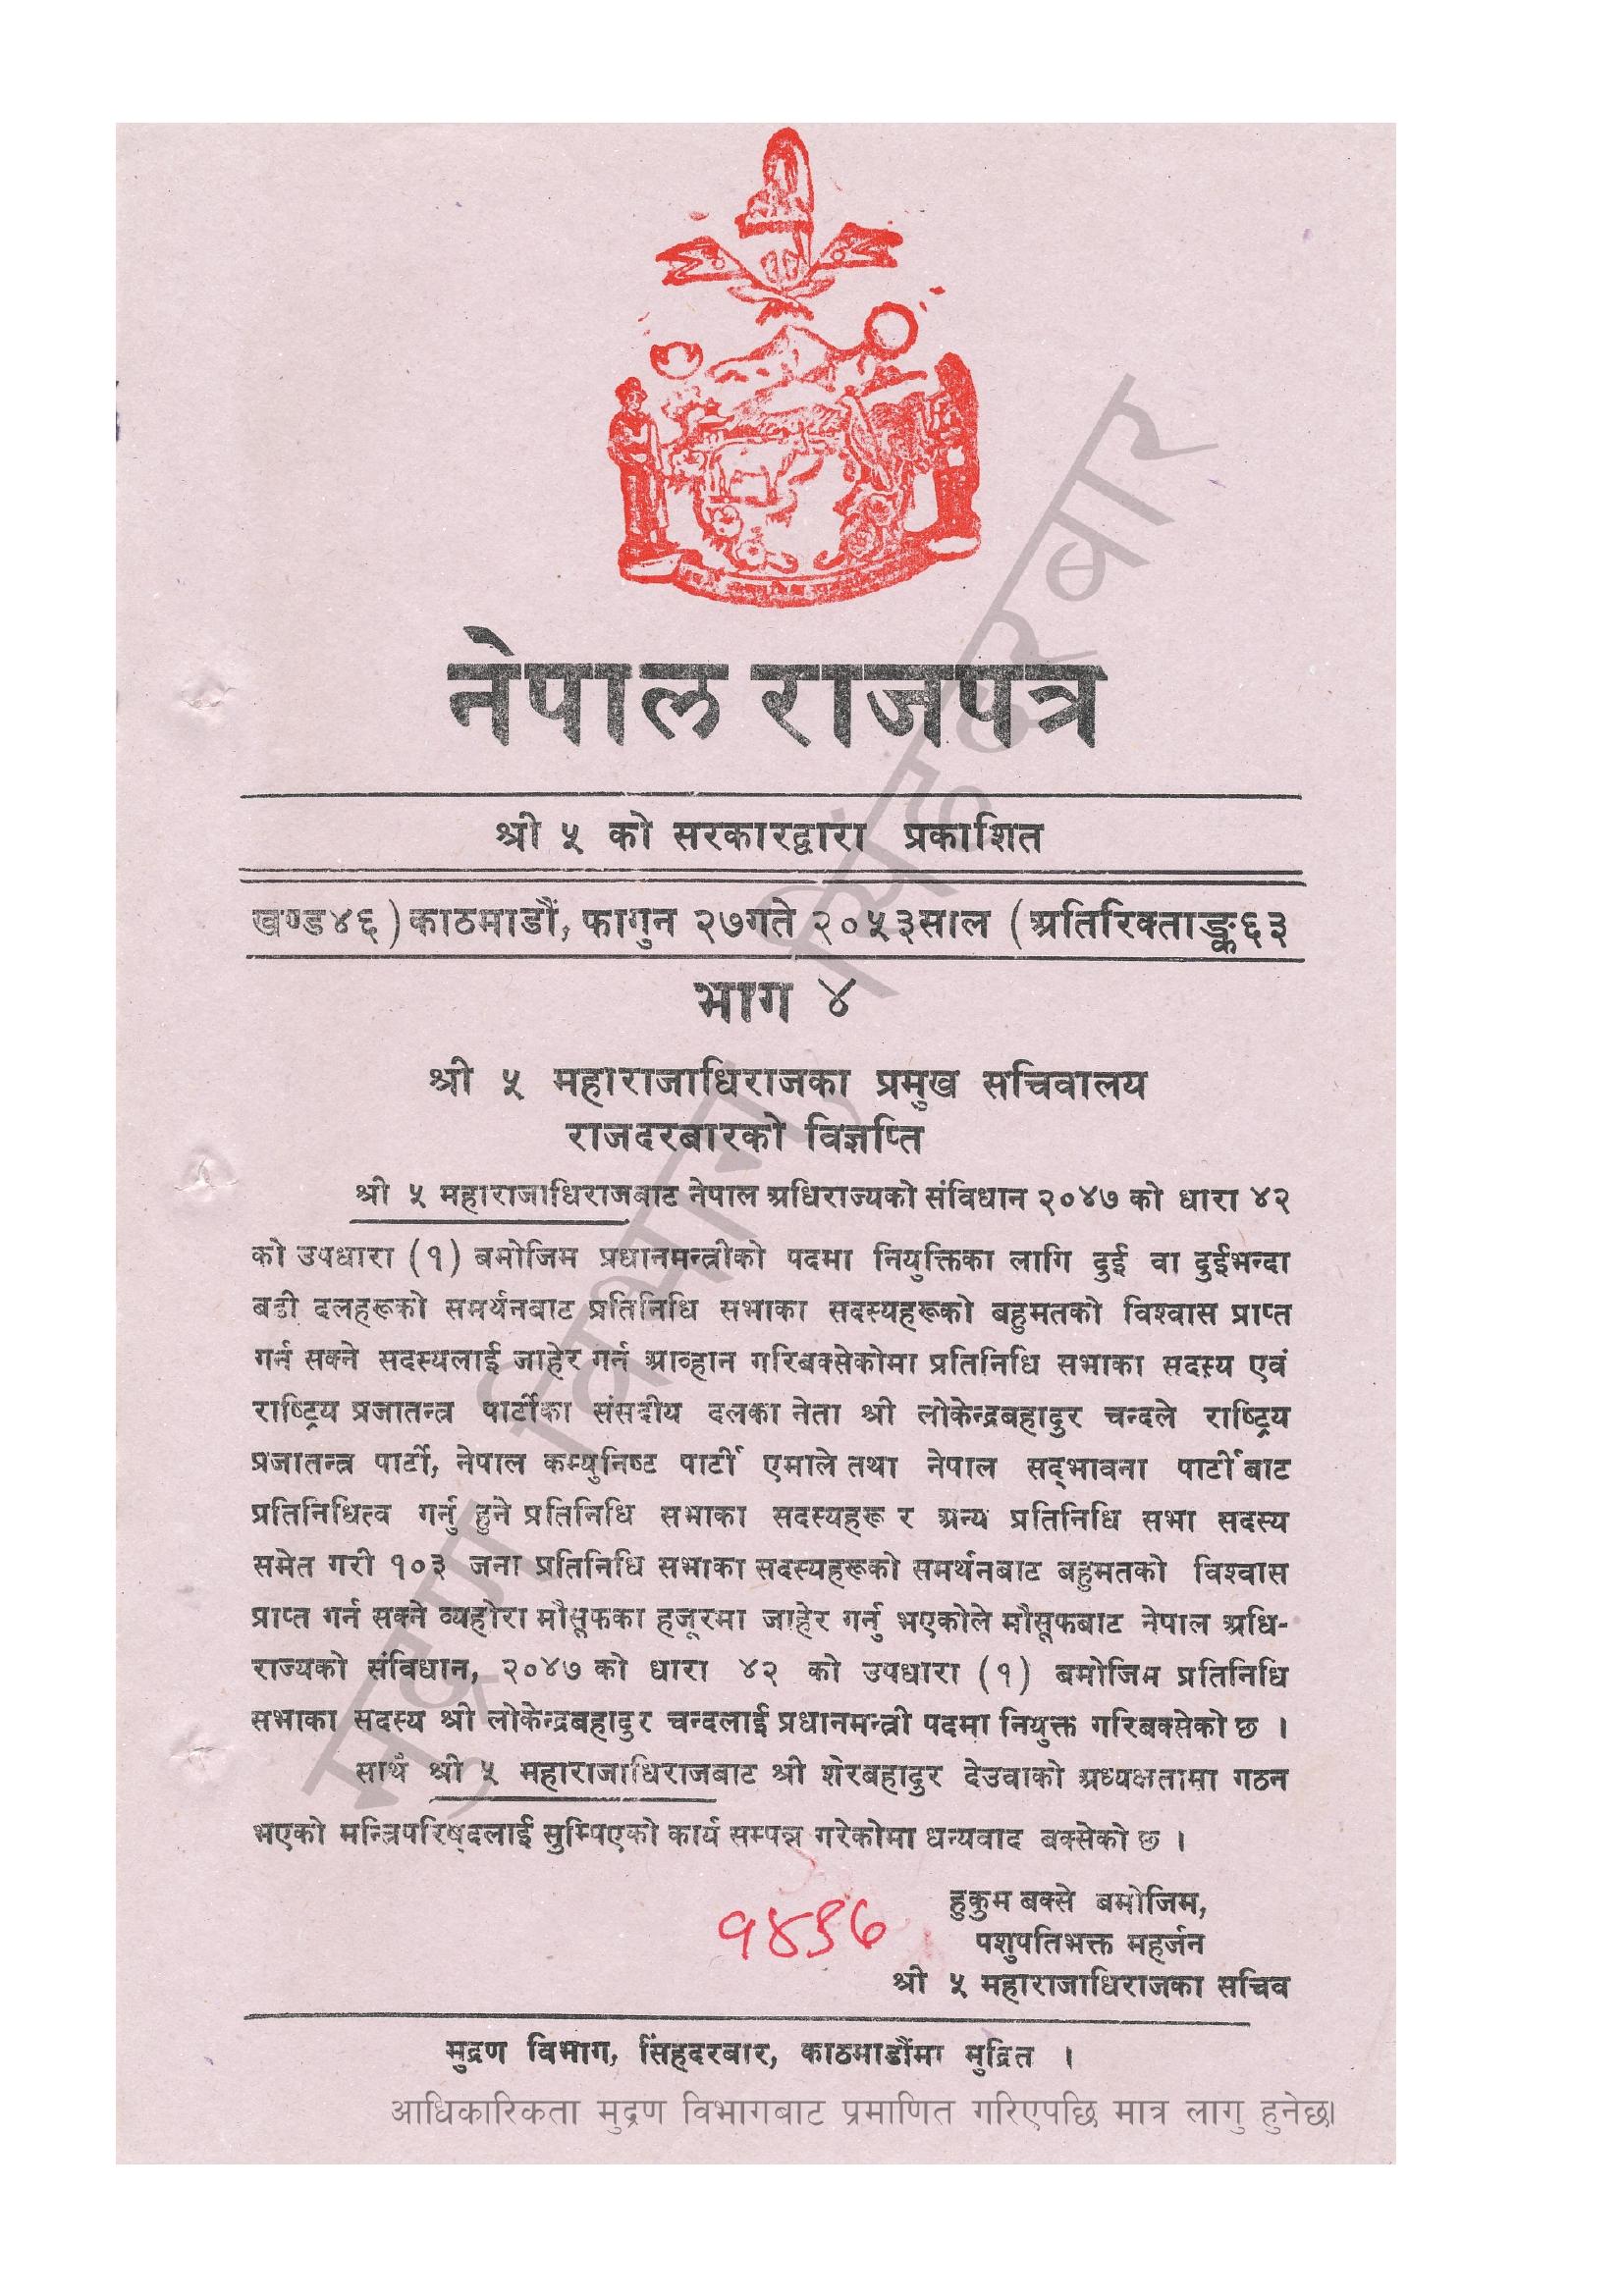 नेपाल राजपत्र
श्री ५ को सरकारद्वारा प्रकाशित
खण्ड४६) काठमाडौं, फागुन २७गते २०५३साल (अतिरिक्ताङ्क६३
भाग ४
श्री ५ महाराजाधिराजका प्रमुख सचिवालय
राजदरबारको विज्ञप्ति
श्री ५ महाराजाधिराजबाट नेपाल अधिराज्यको संविधान २०४७ को धारा ४२
को उपधारा (१) बमोजिम प्रधानमन्त्रीको पदमा नियुक्तिका लागि दुई वा दुईभन्दा
बढी दलहरूको समर्थनबाट प्रतिनिधि सभाका सदस्यहरूको बहुमतको विश्वास प्राप्त
गर्न सक्ने सदस्यलाई जाहेर गर्न आव्हान गरिबक्सेकोमा प्रतिनिधि सभाका सदस्य एवं
राष्ट्रिय प्रजातन्त्र पार्टीका संसदीय दलका नेता श्री लोकेन्द्रबहादुर चन्दले राष्ट्रिय
प्रजातन्त्र पार्टी, नेपाल कम्युनिष्ट पार्टी एमाले तथा नेपाल सद्भावना पार्टीबाट
प्रतिनिधित्व गर्नु हुने प्रतिनिधि सभाका सदस्यहरू र अन्य प्रतिनिधि सभा सदस्य
समेत गरी १०३ जना प्रतिनिधि सभाका सदस्यहरूको समर्थनबाट बहुमतको विश्वास
प्राप्त गर्न सक्ने व्यहोरा मौसूफका हजूरमा जाहेर गर्नु भएकोले मौसूफबाट नेपाल अधि-
राज्यको संविधान, २०४७ को धारा ४२ को उपधारा (१) बमोजिम प्रतिनिधि
सभाका सदस्य श्री लोकेन्द्रबहादुर चन्दलाई प्रधानमन्त्री पदमा नियुक्त गरिबक्सेको छ ।
साथै श्री ५ महाराजाधिराजबाट श्री शेरबहादुर देउवाको अध्यक्षतामा गठन
भएको मन्त्रिपरिषद्लाई सुम्पिएको कार्य सम्पन्न गरेकोमा धन्यवाद बक्सेको छ ।
हुकुम बक्से बमोजिम,
पशुपतिभक्त महर्जन
श्री ५ महाराजाधिराजका सचिव
मुद्रण विभाग, सिंहदरबार, काठमाडौंमा मुद्रित ।
आधिकारिकता मुद्रण विभागबाट प्रमाणित गरिएपछि मात्र लागु हुनेछ।
मुद्रण विभाग, सिंहदरबार